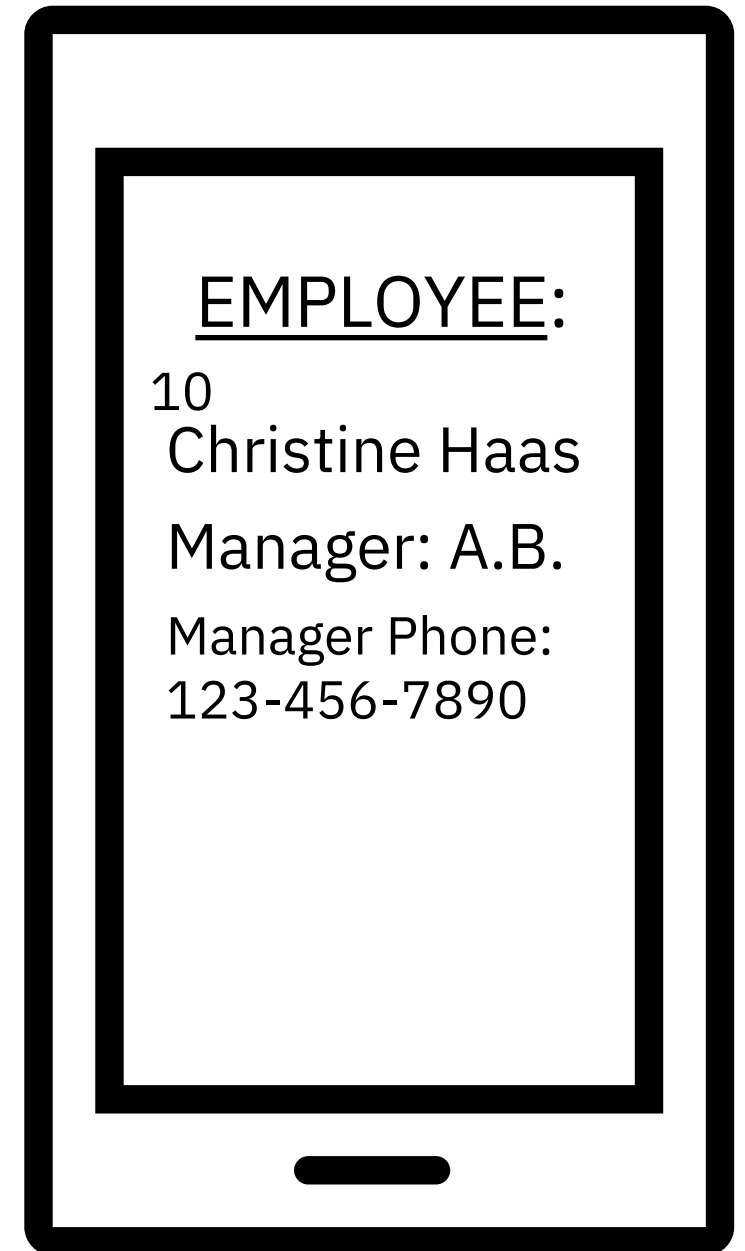 EMPLOYEE:
10
Christine Haas
Manager: A.B.
Manager Phone:
123-456-7890